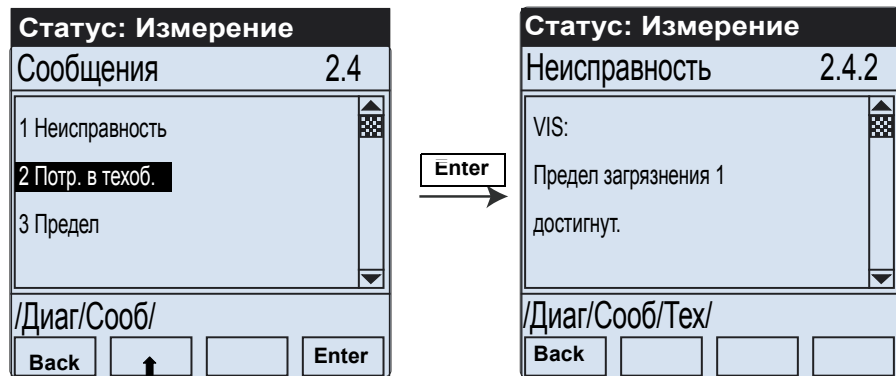 Статус: Измерение
Сообщения 2.4
1 Неисправность
2 Потр. в техоб.
3 Предел
/Диаг/Сооб/
Back Enter
Enter
Статус: Измерение
Неисправность 2.4.2
VIS:
Предел загрязнения 1
достигнут.
/Диаг/Сооб/Тех/
Back